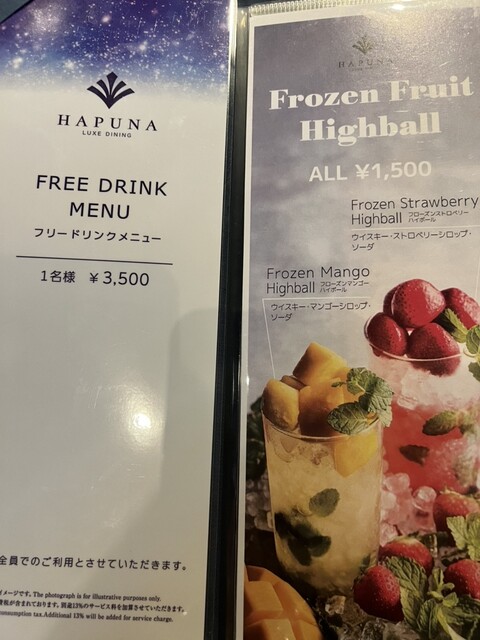 HAPUNA
LUXE DINING
FREE DRINK
MENU
フリードリンクメニュー
1名様 ¥3,500
全員でのご利用とさせていただきます。
イメージです。The photograph is for illustrative purposes only.
費税が含まれております。別途13%のサービス料を加算させていただきます。
onsumption tax.Additional 13% will be added for service charge.
HAPUNA
LUXE DINING
Frozen Fruit
Highball
ALL ¥1,500
Frozen Strawberry
Highball フローズンストロベリー
ハイボール
ウイスキー・ストロベリーシロップ・
ソーダ
Frozen Mango
Highball フローズンマンゴー
ハイボール
ウイスキー・マンゴーシロップ・
ソーダ